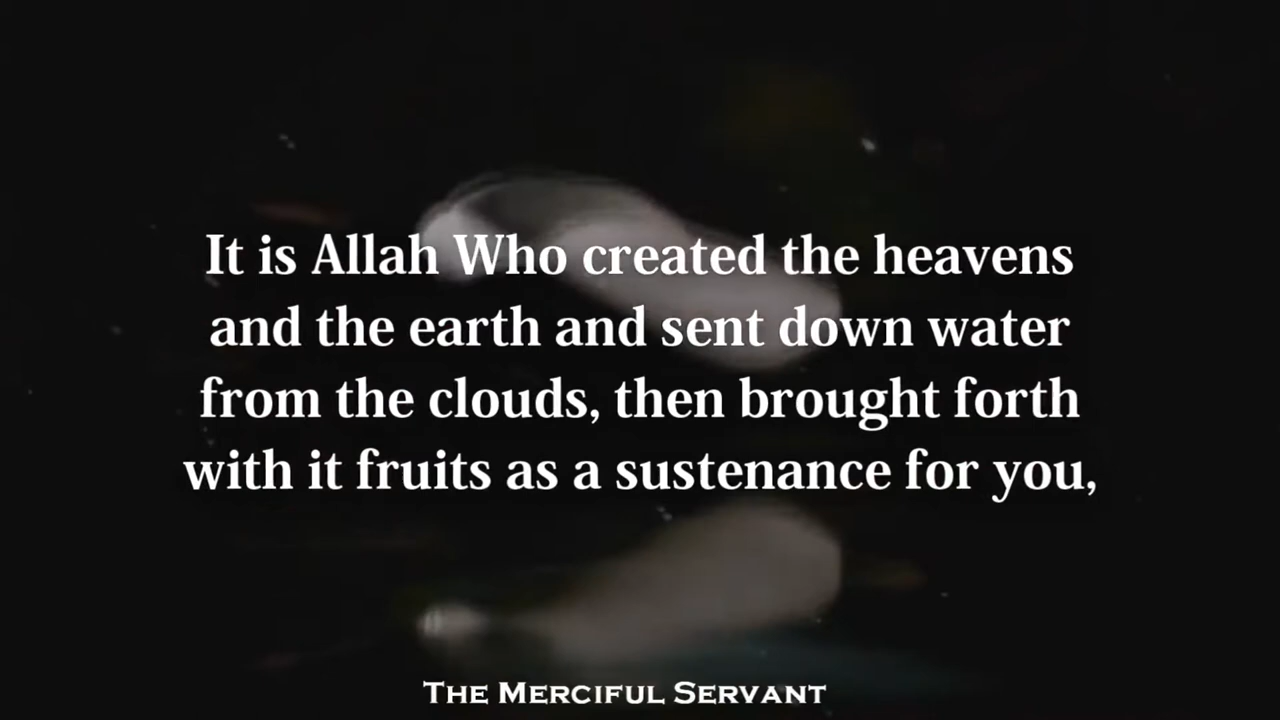 It is Allah Who created the heavens
and the earth and sent down water
from the clouds, then brought forth
with it fruits as a sustenance for you,
The Merciful Servant